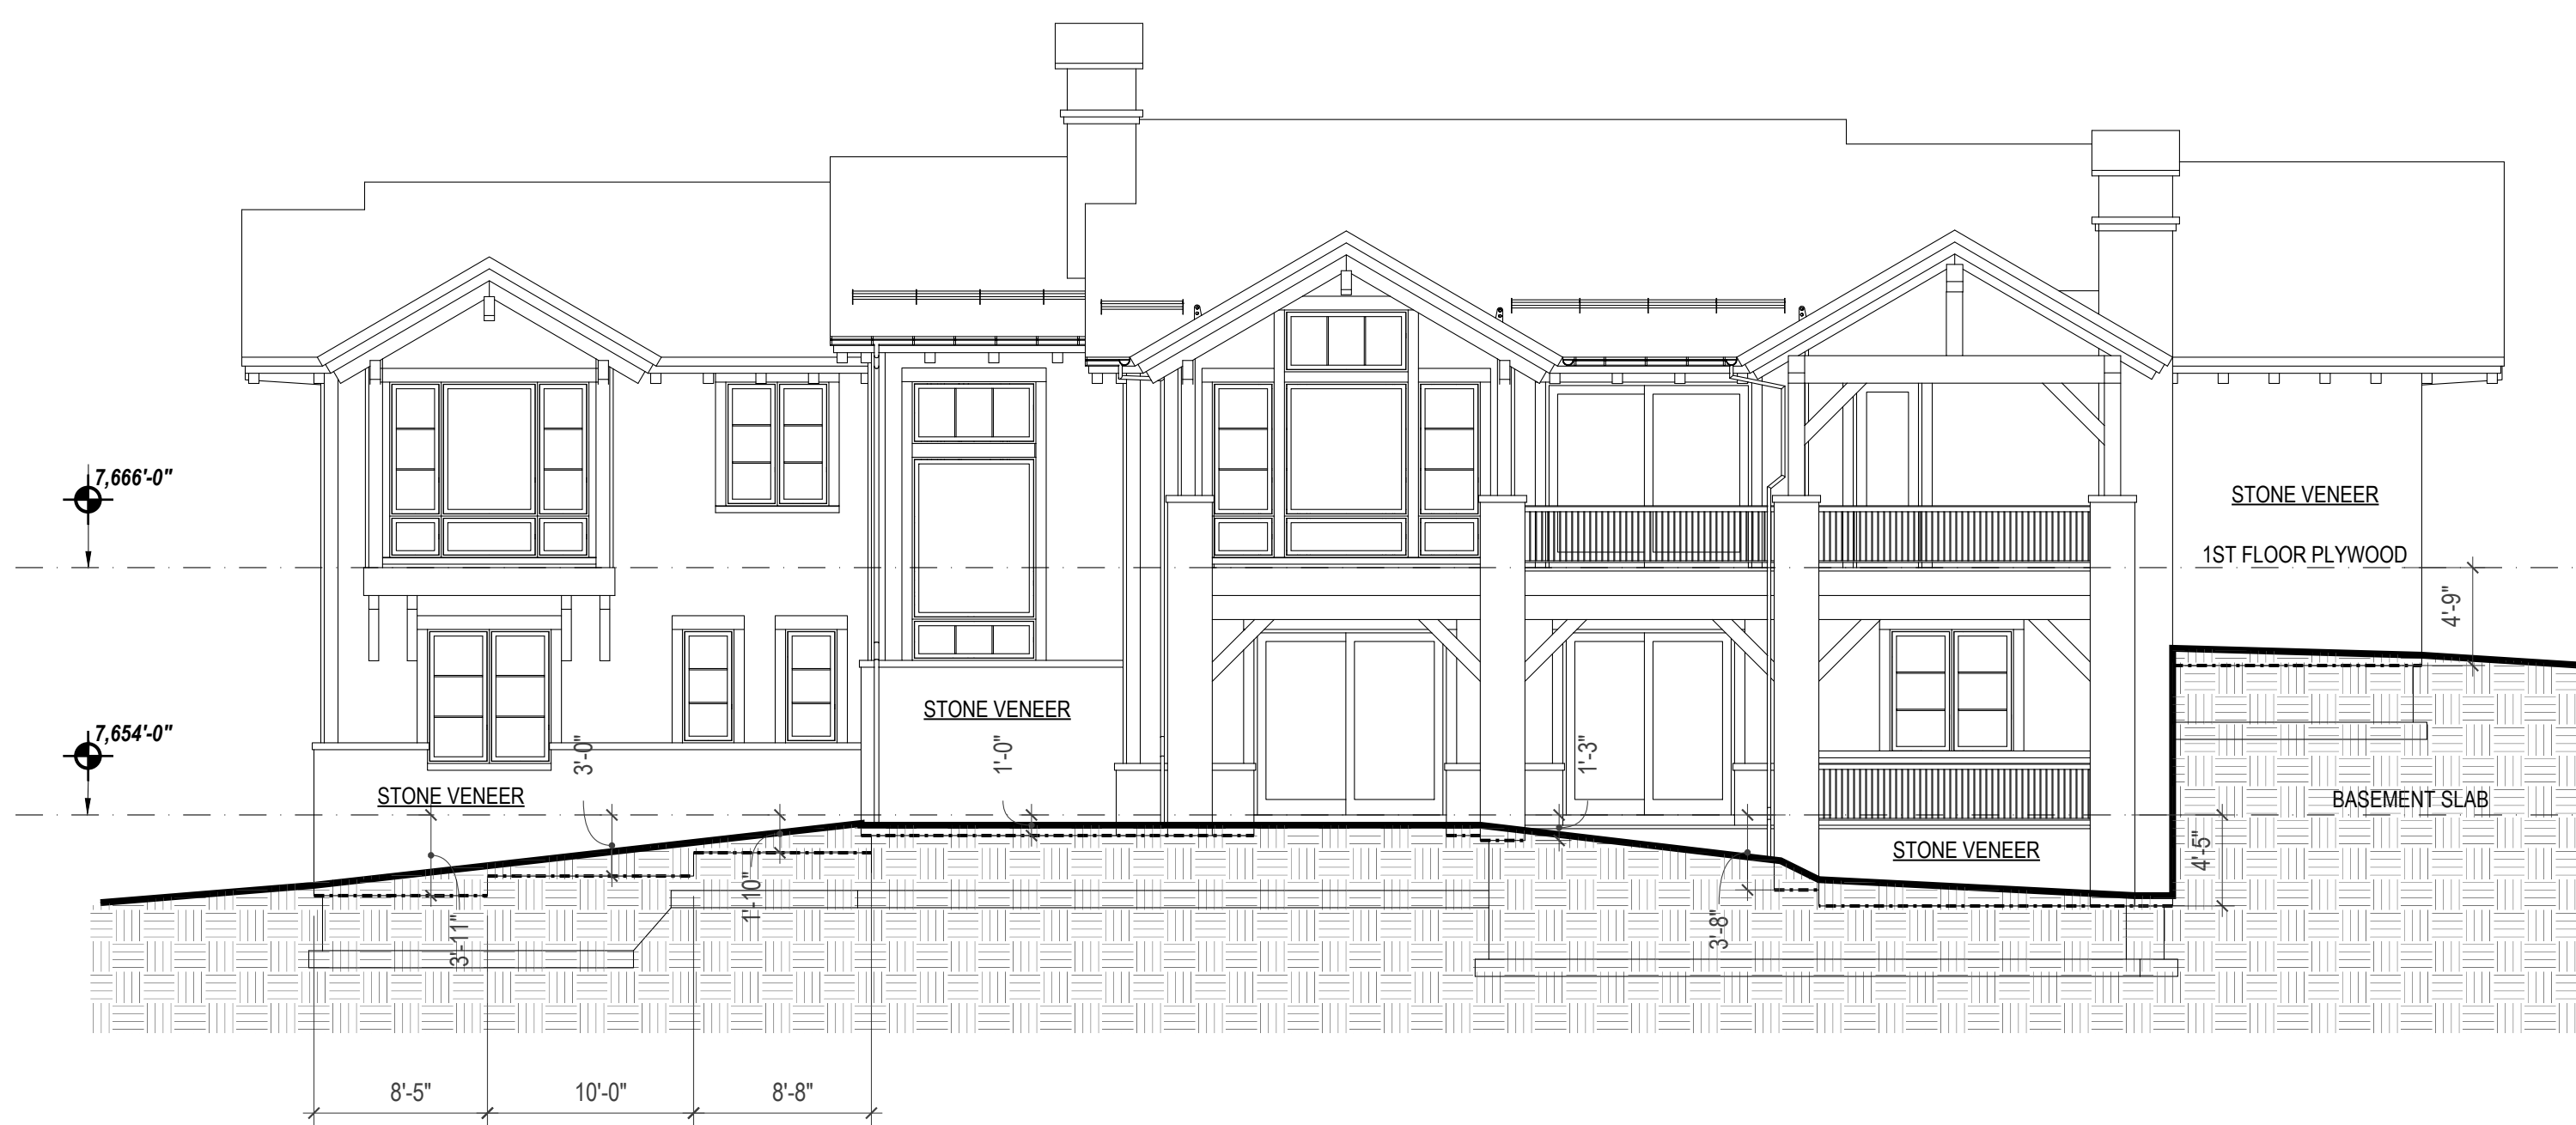 7,666'-0"
STONE VENEER
1ST FLOOR PLYWOOD
4'-9"
STONE VENEER
7,654'-0"
3'-0"
1'-0"
1'-3"
STONE VENEER
BASEMENT SLAB
STONE VENEER
4'-5"
1'-10"
3'-11"
3'-8"
8'-5"
10'-0"
8'-8"